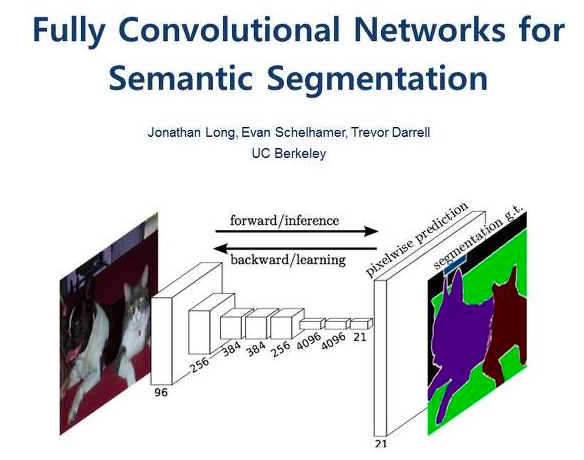 Fully Convolutional Networks for
Semantic Segmentation
Jonathan Long, Evan Schelhamer, Trevor Darrell
UC Berkeley
forward/inference
backward/learning
pixelwise prediction
segmentation g.t.
96
256
384
384
256
4096
4096
21
21